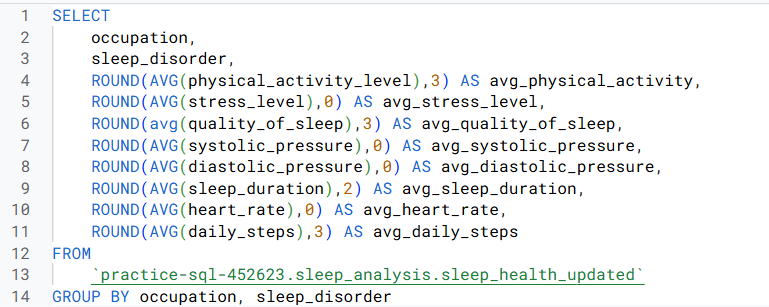 1 SELECT
2 occupation,
3 sleep_disorder,
4 ROUND(AVG(physical_activity_level),3) AS avg_physical_activity,
5 ROUND(AVG(stress_level),0) AS avg_stress_level,
6 ROUND(avg(quality_of_sleep),3) AS avg_quality_of_sleep,
7 ROUND(AVG(systolic_pressure),0) AS avg_systolic_pressure,
8 ROUND(AVG(diastolic_pressure),0) AS avg_diastolic_pressure,
9 ROUND(AVG(sleep_duration),2) AS avg_sleep_duration,
10 ROUND(AVG(heart_rate),0) AS avg_heart_rate,
11 ROUND(AVG(daily_steps),3) AS avg_daily_steps
12 FROM
13 `practice-sql-452623.sleep_analysis.sleep_health_updated`
14 GROUP BY occupation, sleep_disorder